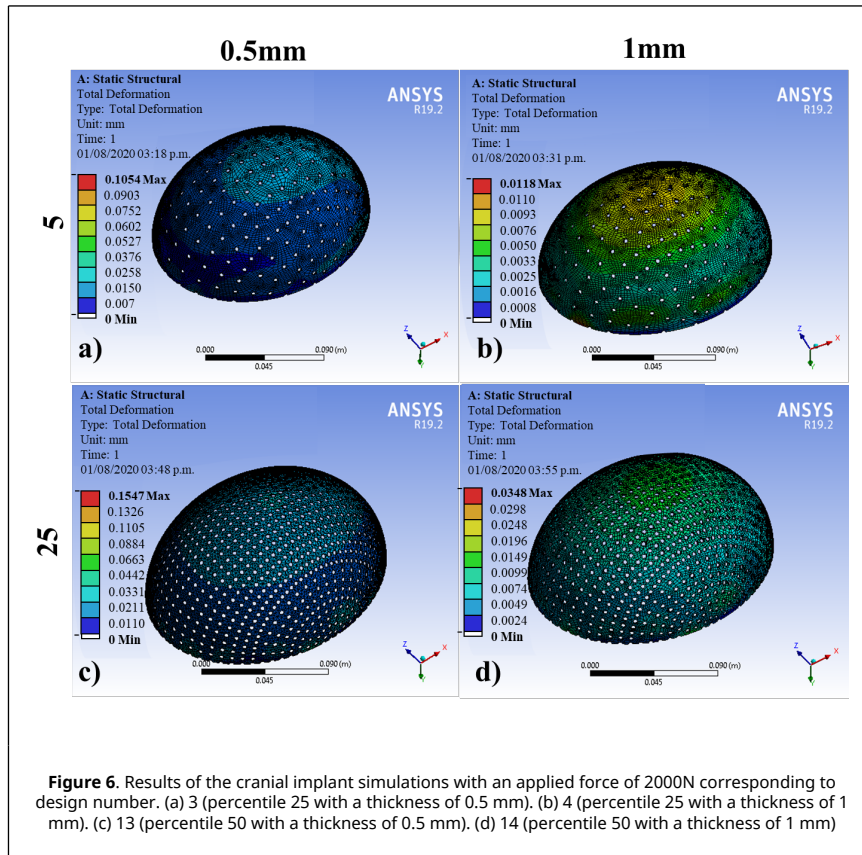 0.5mm 1mm
5
A: Static Structural
Total Deformation
Type: Total Deformation
Unit: mm
Time: 1
01/08/2020 03:18 p.m.
ANSYS
R19.2
0.1054 Max
0.0903
0.0752
0.0602
0.0527
0.0376
0.0258
0.0150
0.007
0 Min
a)
0.000
0.090 (m)
0.045
Z
X
Y
A: Static Structural
Total Deformation
Type: Total Deformation
Unit: mm
Time: 1
01/08/2020 03:31 p.m.
ANSYS
R19.2
0.0118 Max
0.0110
0.0093
0.0076
0.0050
0.0033
0.0025
0.0016
0.0008
0 Min
b)
0.000
0.090 (m)
0.045
Z
X
Y
25
A: Static Structural
Total Deformation
Type: Total Deformation
Unit: mm
Time: 1
01/08/2020 03:48 p.m.
ANSYS
R19.2
0.1547 Max
0.1326
0.1105
0.0884
0.0663
0.0442
0.0331
0.0211
0.0110
0 Min
c)
0.000
0.090 (m)
0.045
Z
X
Y
A: Static Structural
Total Deformation
Type: Total Deformation
Unit: mm
Time: 1
01/08/2020 03:55 p.m.
ANSYS
R19.2
0.0348 Max
0.0298
0.0248
0.0196
0.0149
0.0099
0.0074
0.0049
0.0024
0 Min
d)
0.000
0.090 (m)
0.045
Z
X
Y
Figure 6. Results of the cranial implant simulations with an applied force of 2000N corresponding to
design number. (a) 3 (percentile 25 with a thickness of 0.5 mm). (b) 4 (percentile 25 with a thickness of 1
mm). (c) 13 (percentile 50 with a thickness of 0.5 mm). (d) 14 (percentile 50 with a thickness of 1 mm)